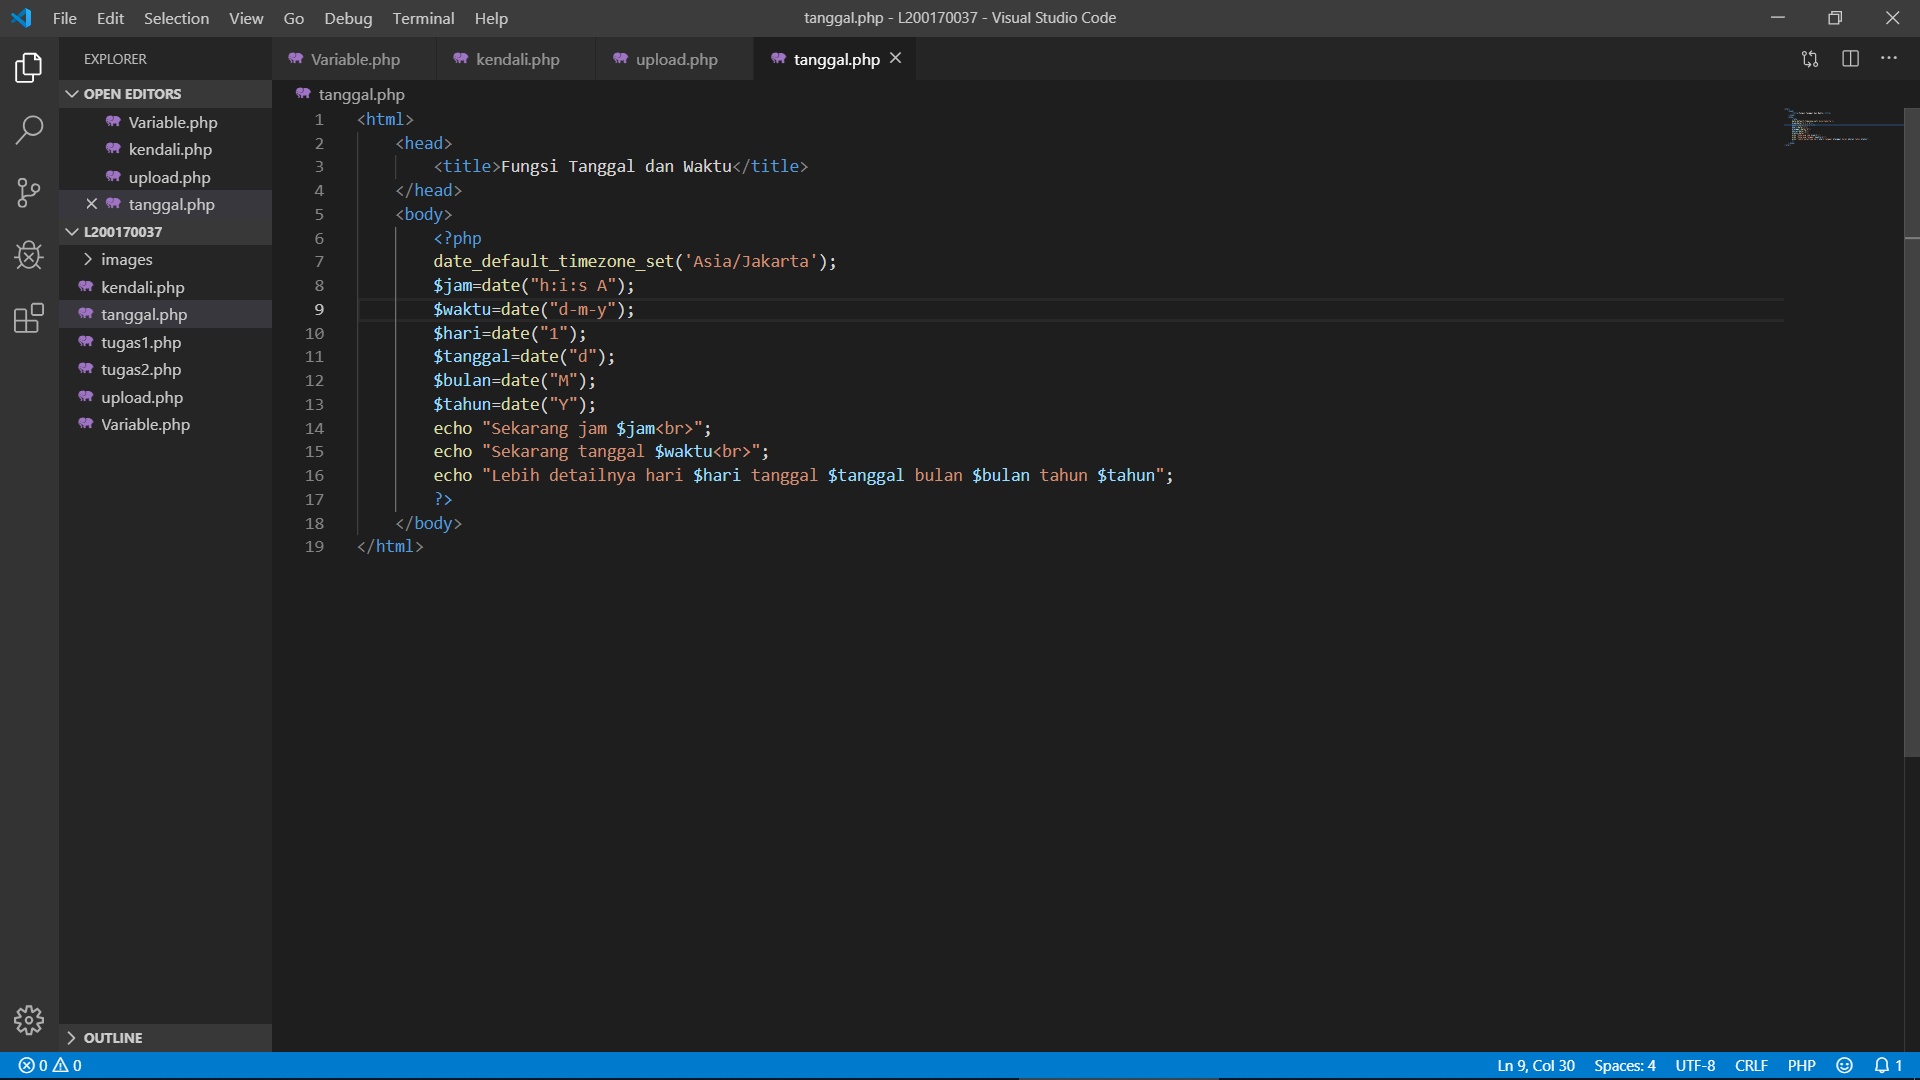 File Edit Selection View Go Debug Terminal Help
tanggal.php - L200170037 - Visual Studio Code
EXPLORER
OPEN EDITORS
Variable.php
kendali.php
upload.php
tanggal.php
L200170037
images
kendali.php
tanggal.php
tugas1.php
tugas2.php
upload.php
Variable.php
OUTLINE
Variable.php kendali.php upload.php tanggal.php
tanggal.php
1 <html>
2 <head>
3 <title>Fungsi Tanggal dan Waktu</title>
4 </head>
5 <body>
6 <?php
7 date_default_timezone_set('Asia/Jakarta');
8 $jam=date("h:i:s A");
9 $waktu=date("d-m-y");
10 $hari=date("1");
11 $tanggal=date("d");
12 $bulan=date("M");
13 $tahun=date("Y");
14 echo "Sekarang jam $jam<br>";
15 echo "Sekarang tanggal $waktu<br>";
16 echo "Lebih detailnya hari $hari tanggal $tanggal bulan $bulan tahun $tahun";
17 ?>
18 </body>
19 </html>
0 0
Ln 9, Col 30 Spaces: 4 UTF-8 CRLF PHP 1